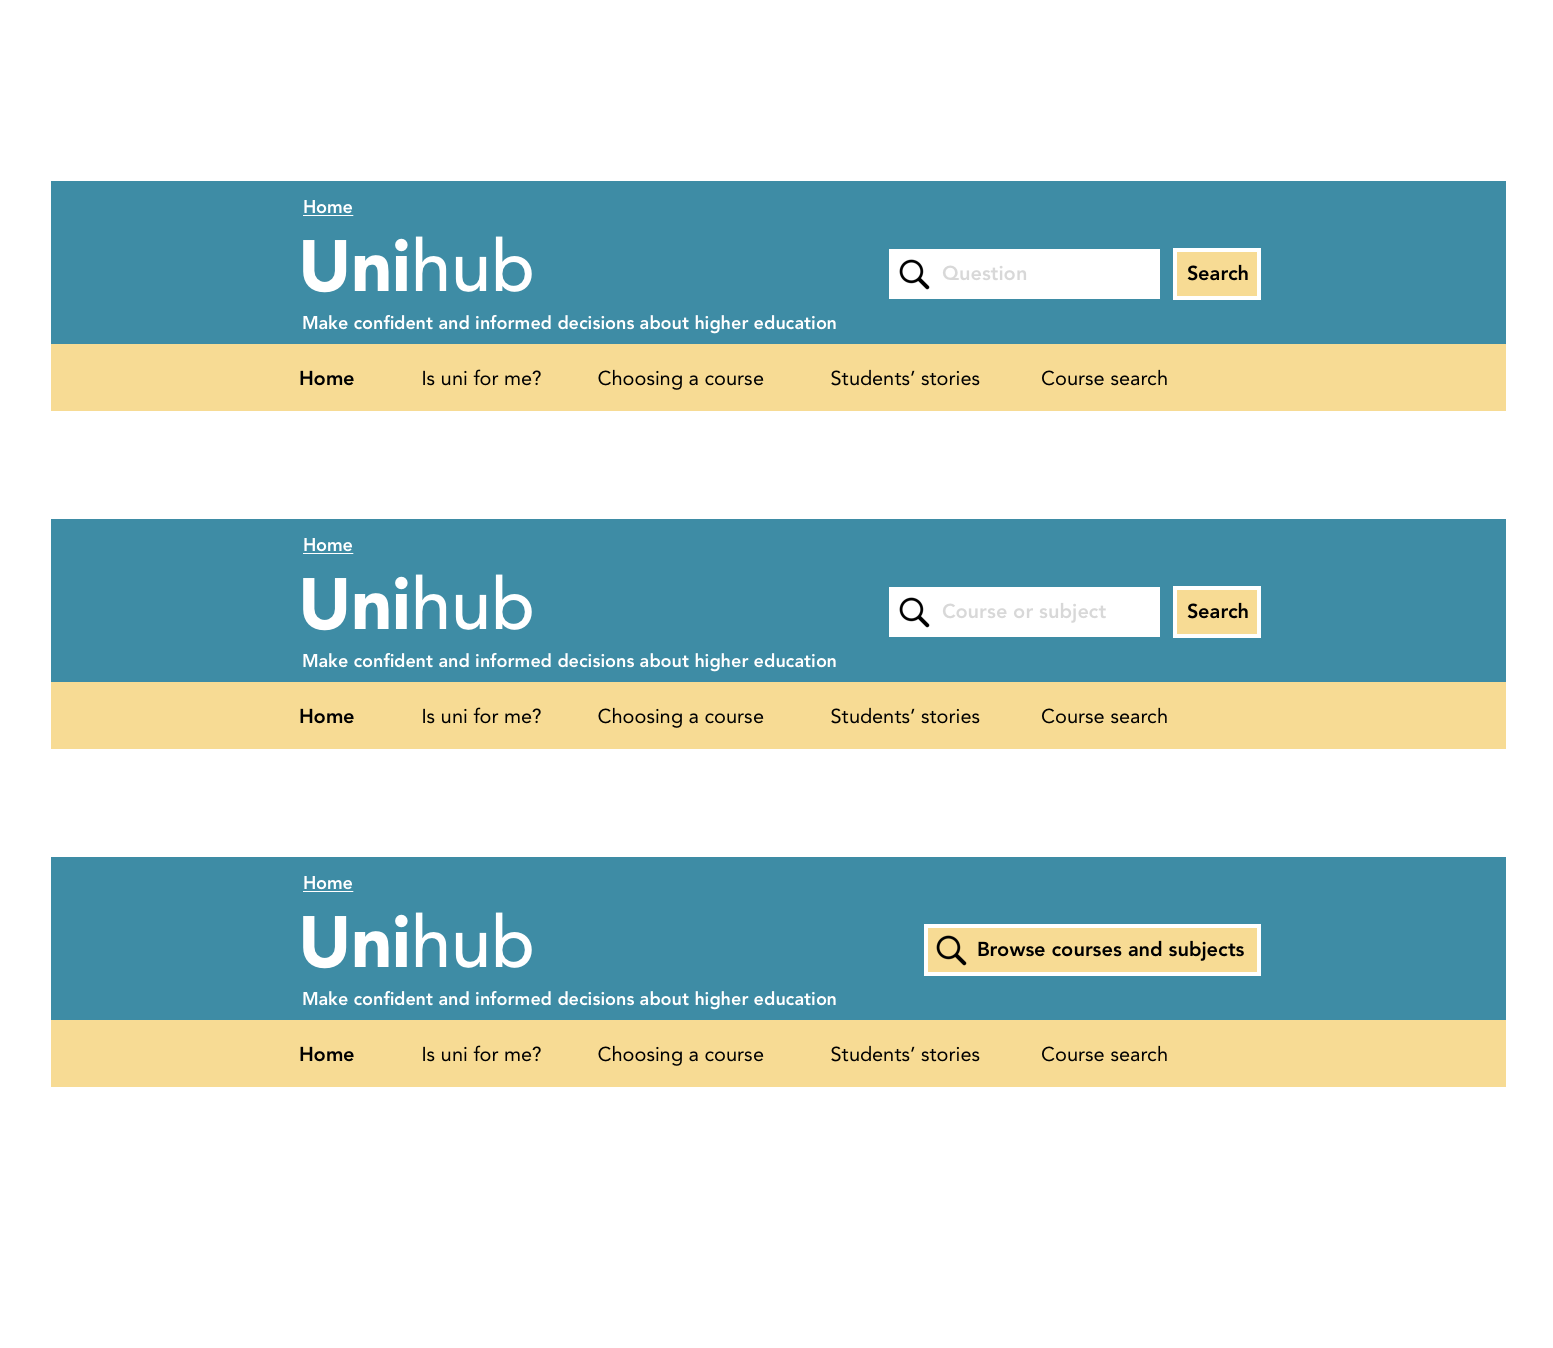 Home
Unihub
Question
Search
Make confident and informed decisions about higher education
Home Is uni for me? Choosing a course Students’ stories Course search
Home
Unihub
Course or subject
Search
Make confident and informed decisions about higher education
Home Is uni for me? Choosing a course Students’ stories Course search
Home
Unihub
Browse courses and subjects
Make confident and informed decisions about higher education
Home Is uni for me? Choosing a course Students’ stories Course search